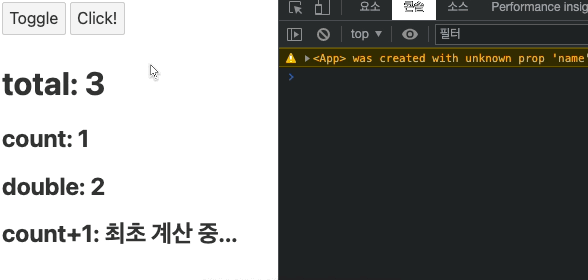 Toggle Click!
total: 3
count: 1
double: 2
count+1: 최초 계산 중...
요소 콘솔 소스 Performance insig
top ▼ 필터
<App> was created with unknown prop 'name'